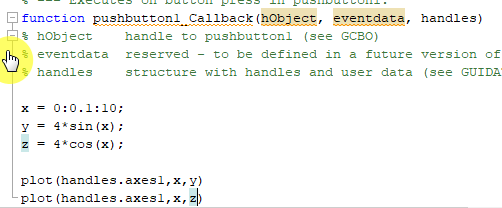 % --- Executes on button press in pushbutton1.
function pushbutton1_Callback(hObject, eventdata, handles)
% hObject    handle to pushbutton1 (see GCBO)
% eventdata  reserved - to be defined in a future version of
% handles    structure with handles and user data (see GUIDA
x = 0:0.1:10;
y = 4*sin(x);
z = 4*cos(x);
plot(handles.axes1,x,y)
plot(handles.axes1,x,z)